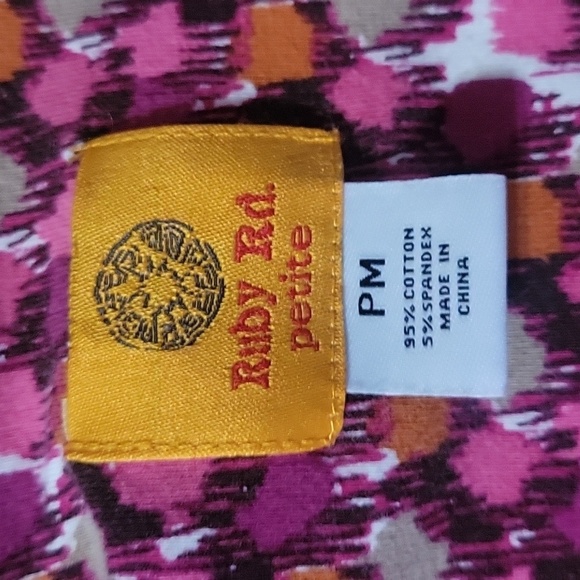 Ruby Rd.
petite
PM
95% COTTON
5% SPANDEX
MADE IN
CHINA